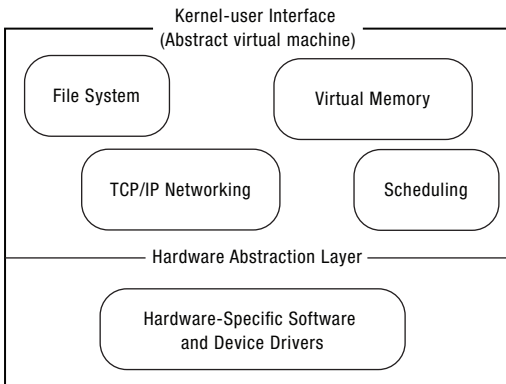 Kernel-user Interface
(Abstract virtual machine)
File System
Virtual Memory
TCP/IP Networking
Scheduling
Hardware Abstraction Layer
Hardware-Specific Software
and Device Drivers